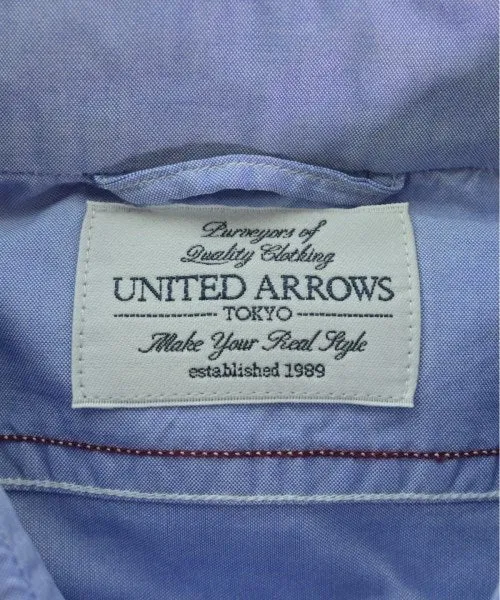 Purveyors of
Quality Clothing
UNITED ARROWS
TOKYO
Make Your Real Style
established 1989